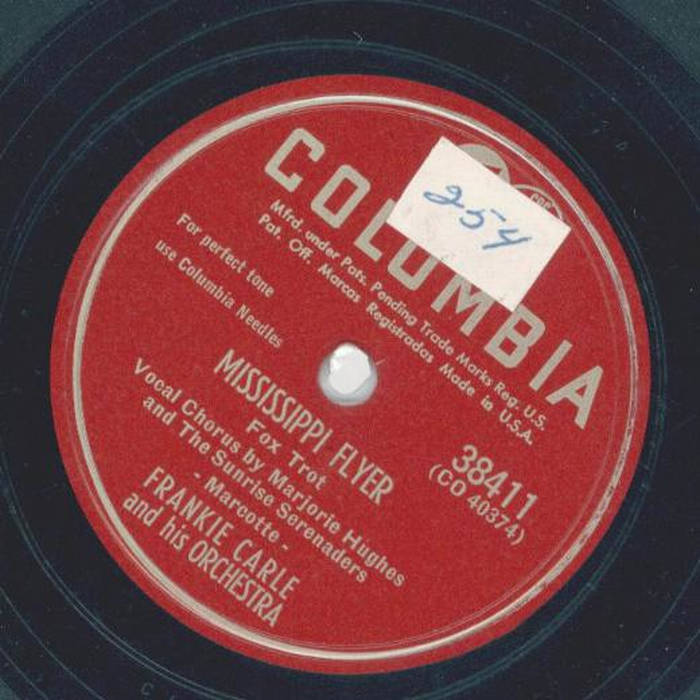 COLUMBIA
254
Mfrd. under Pats. Pending Trade Marks Reg. U.S.
Pat. Off. Marcas Registradas Made in U.S.A.
For perfect tone
use Columbia Needles
38411
(CO 40374)
MISSISSIPPI FLYER
Fox Trot
Vocal Chorus by Marjorie Hughes
and The Sunrise Serenaders
- Marcotte -
FRANKIE CARLE
and his ORCHESTRA